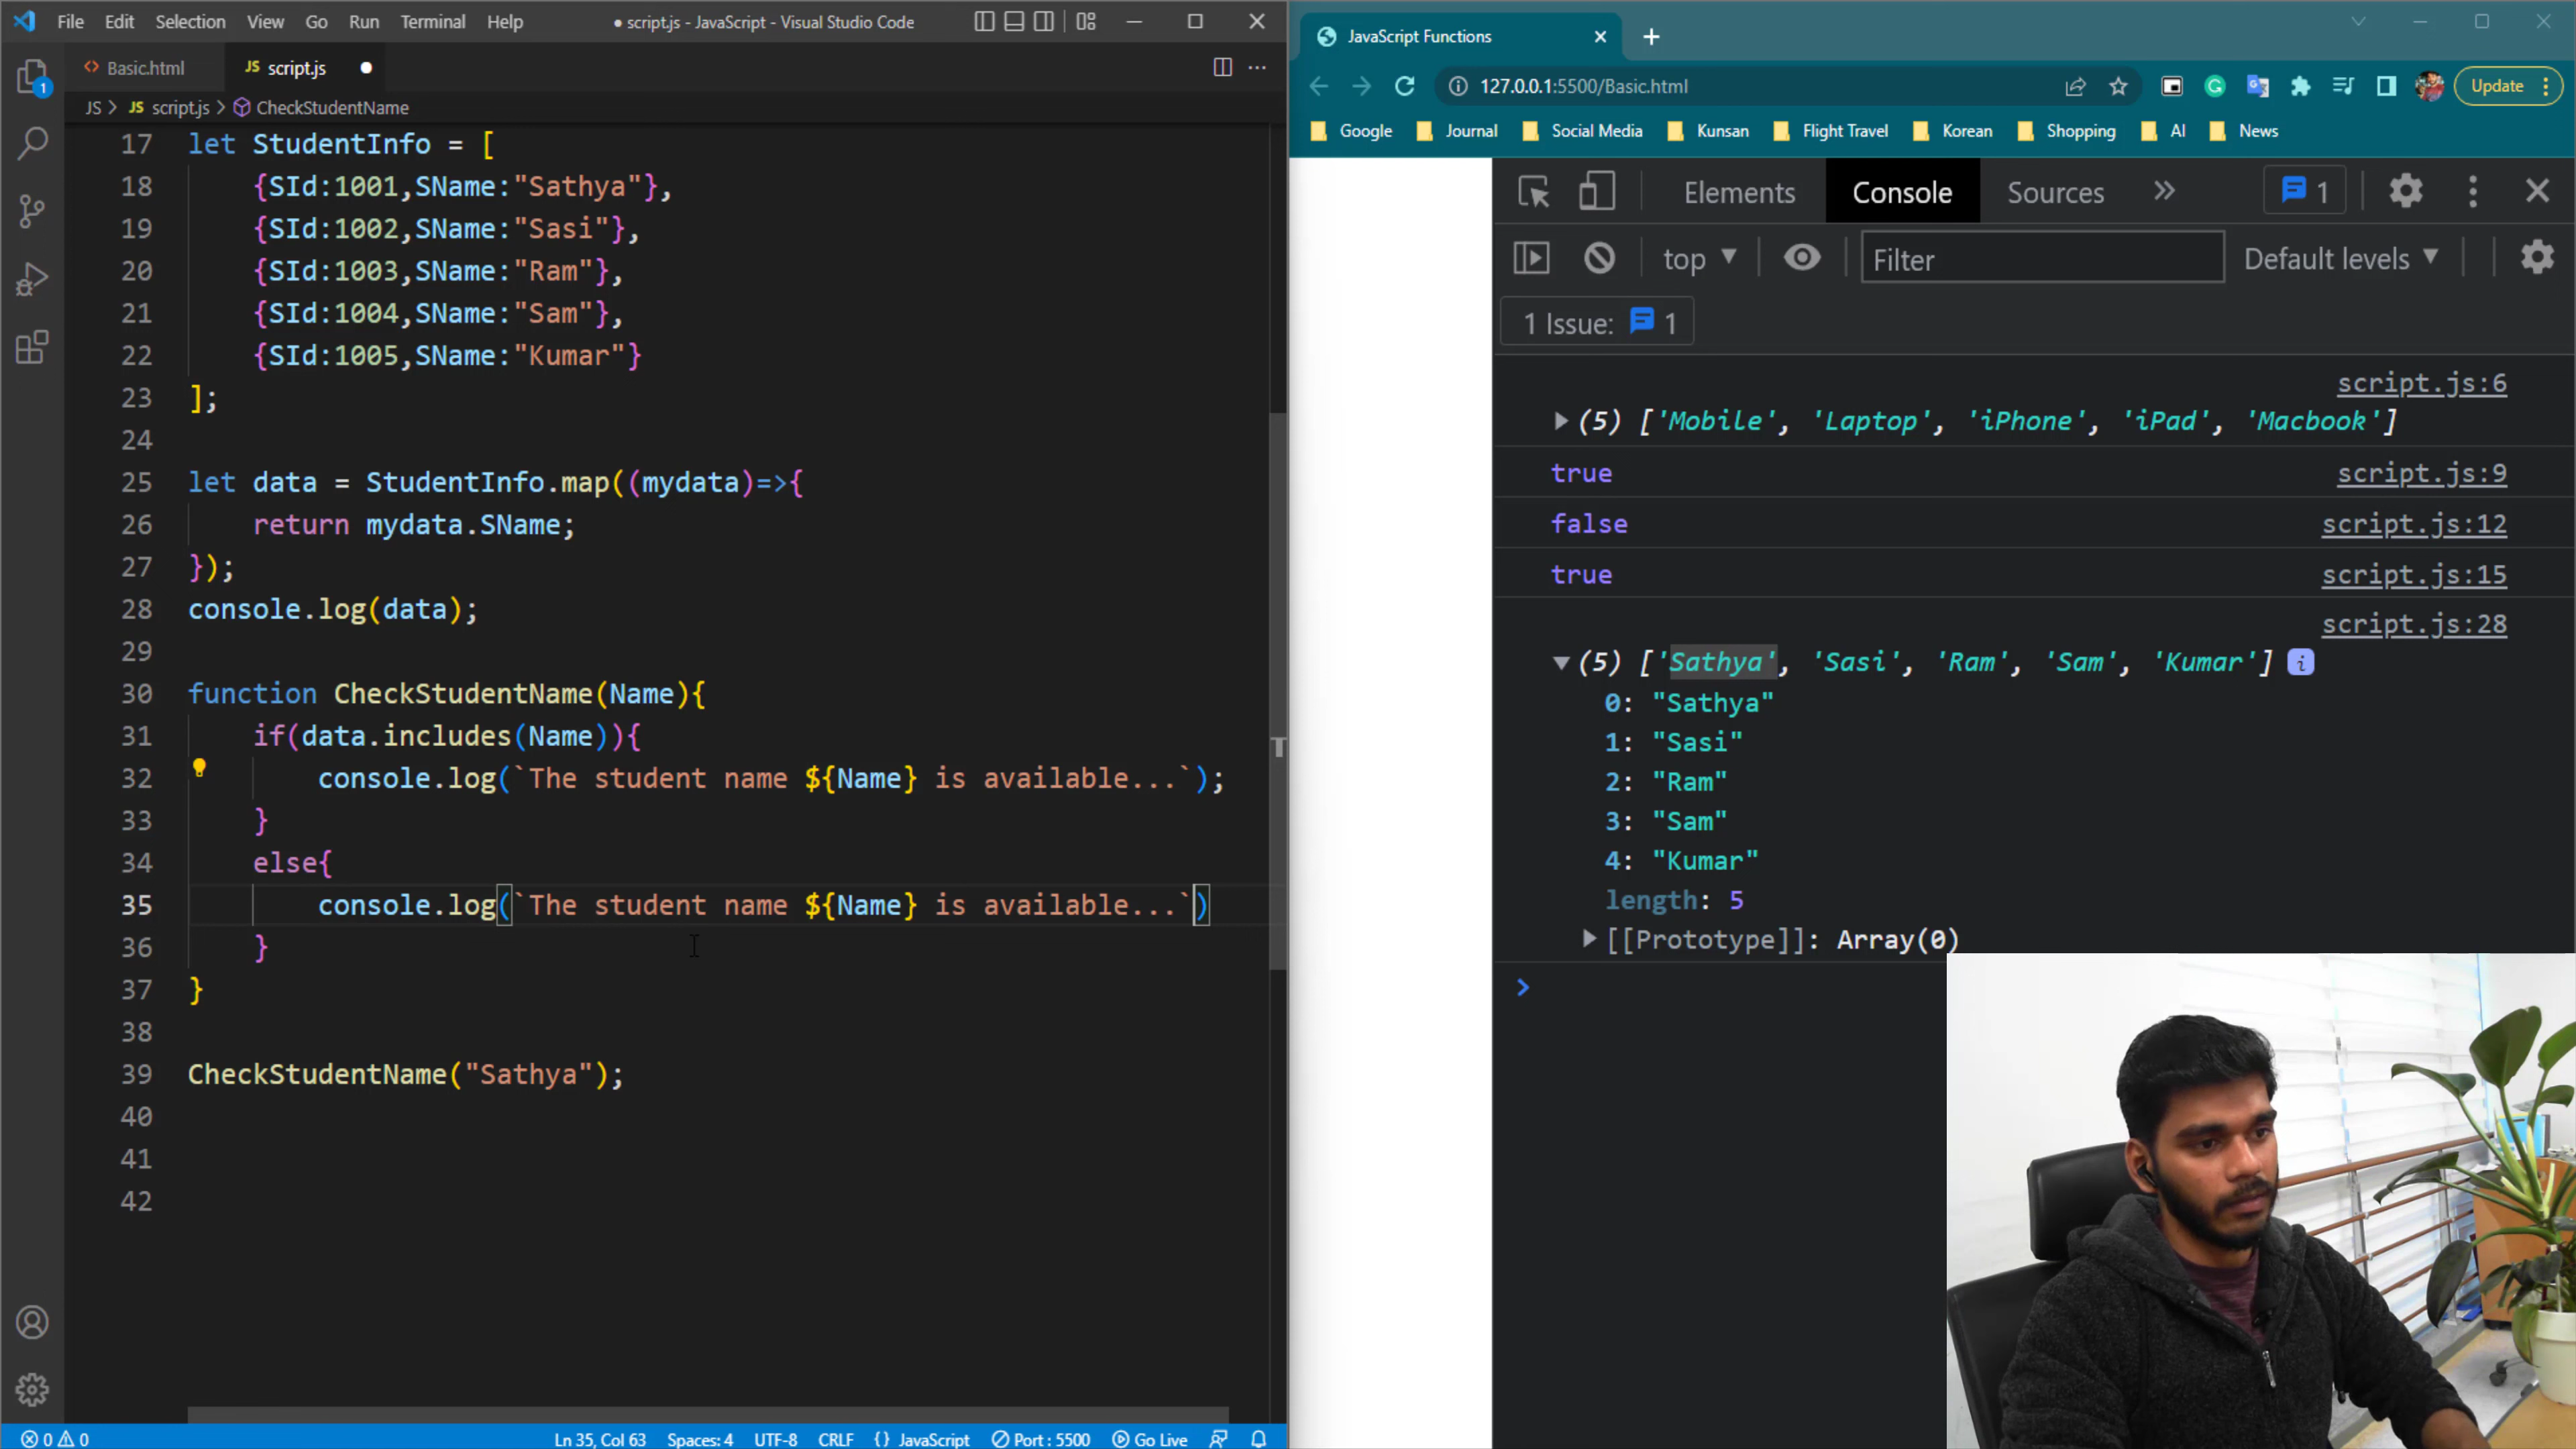 File Edit Selection View Go Run Terminal Help
● script.js - JavaScript - Visual Studio Code
Basic.html
JS script.js ●
JS > JS script.js > CheckStudentName
1
17 let StudentInfo = [
18 {SId:1001,SName:"Sathya"},
19 {SId:1002,SName:"Sasi"},
20 {SId:1003,SName:"Ram"},
21 {SId:1004,SName:"Sam"},
22 {SId:1005,SName:"Kumar"}
23 ];
24
25 let data = StudentInfo.map((mydata)=>{
26 return mydata.SName;
27 });
28 console.log(data);
29
30 function CheckStudentName(Name){
31 if(data.includes(Name)){
32 console.log(`The student name ${Name} is available...`);
33 }
34 else{
35 console.log(`The student name ${Name} is available...`)
36 }
37 }
38
39 CheckStudentName("Sathya");
40
41
42
0 0
Ln 35, Col 63 Spaces: 4 UTF-8 CRLF {} JavaScript Port : 5500 Go Live
JavaScript Functions
127.0.0.1:5500/Basic.html
Update
Google Journal Social Media Kunsan Flight Travel Korean Shopping AI News
Elements Console Sources » 1
top Filter Default levels
1 Issue: 1
script.js:6
(5) ['Mobile', 'Laptop', 'iPhone', 'iPad', 'Macbook']
true script.js:9
false script.js:12
true script.js:15
script.js:28
(5) ['Sathya', 'Sasi', 'Ram', 'Sam', 'Kumar'] i
0: "Sathya"
1: "Sasi"
2: "Ram"
3: "Sam"
4: "Kumar"
length: 5
[[Prototype]]: Array(0)
>